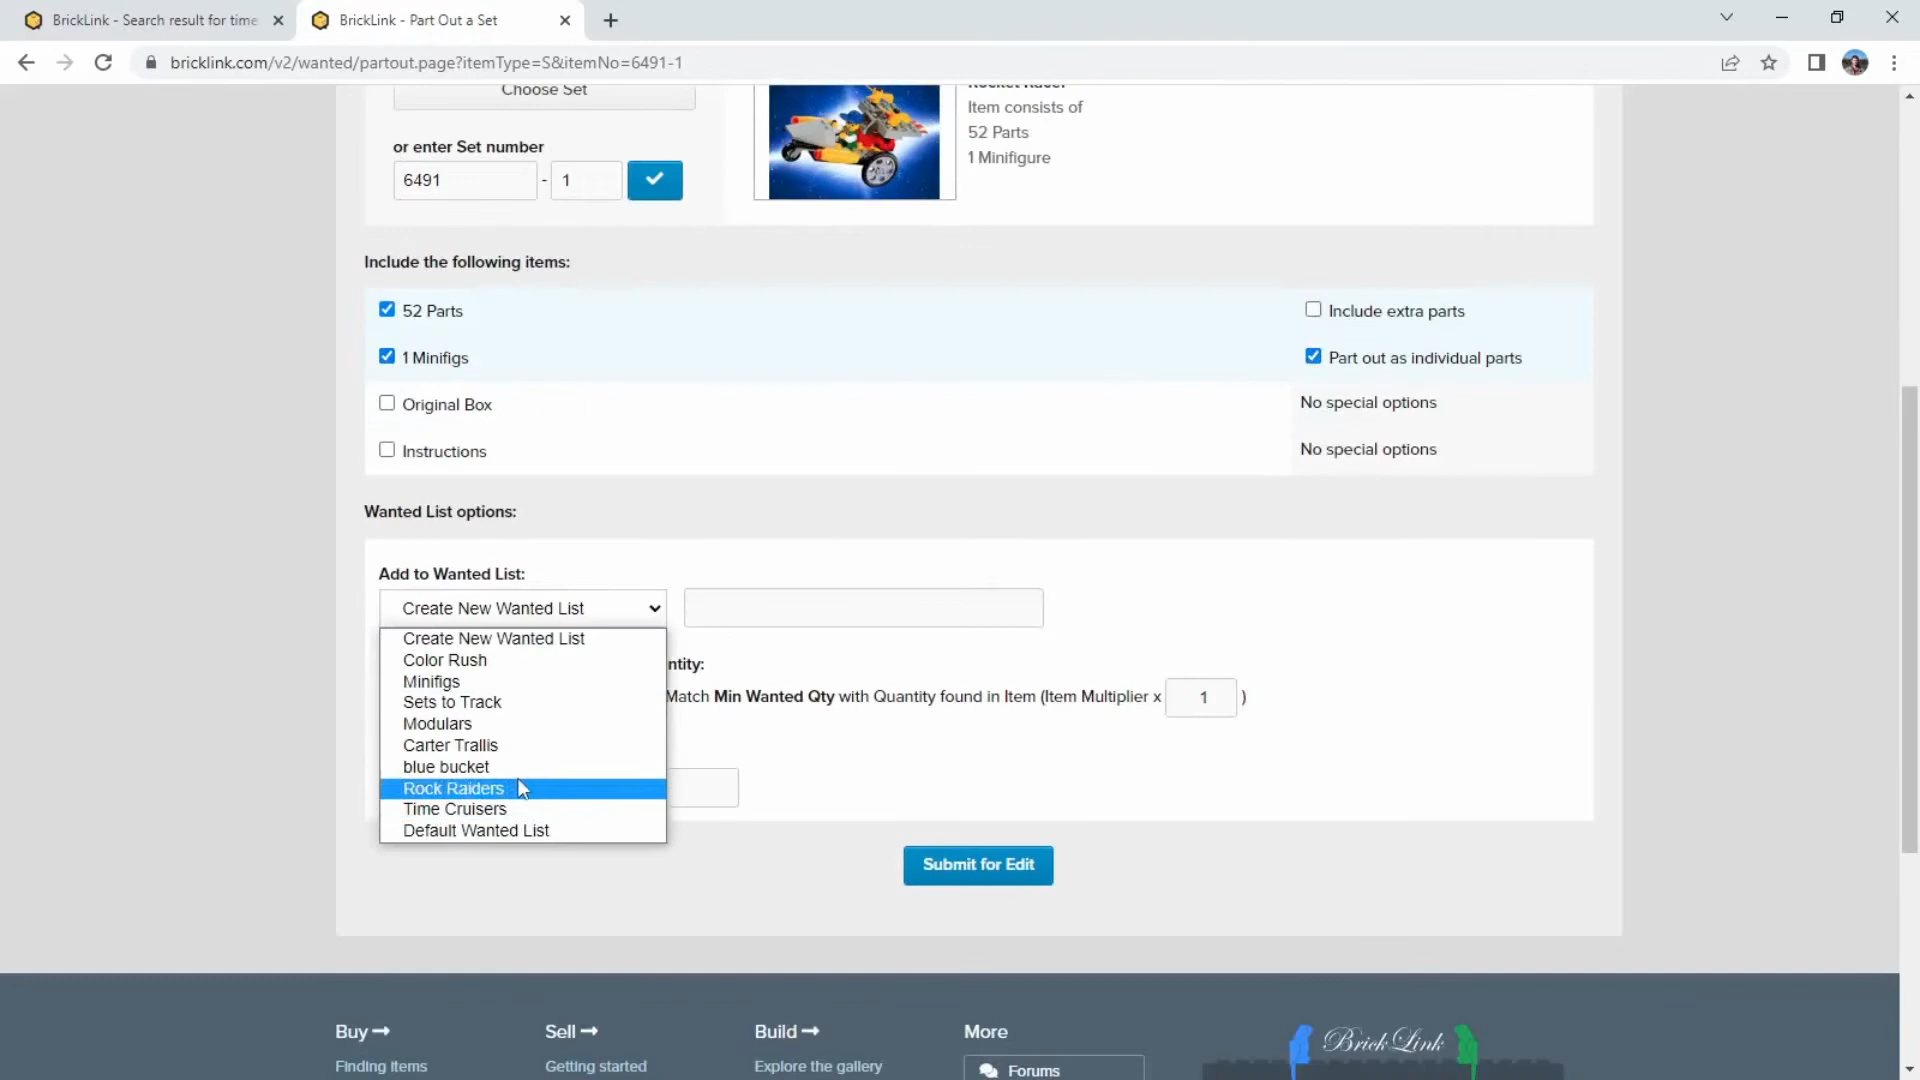 BrickLink - Search result for time
BrickLink - Part Out a Set
bricklink.com/v2/wanted/partout.page?itemType=S&itemNo=6491-1
Choose Set
Rocket Racer
Item consists of
52 Parts
1 Minifigure
or enter Set number
6491 - 1
Include the following items:
52 Parts
Include extra parts
1 Minifigs
Part out as individual parts
Original Box
No special options
Instructions
No special options
Wanted List options:
Add to Wanted List:
Create New Wanted List
Create New Wanted List
Color Rush
Minifigs
Sets to Track
Modulars
Carter Trallis
blue bucket
Rock Raiders
Time Cruisers
Default Wanted List
ntity:
Match Min Wanted Qty with Quantity found in Item (Item Multiplier x 1 )
Submit for Edit
Buy
Sell
Build
More
BrickLink
Finding items
Getting started
Explore the gallery
Forums